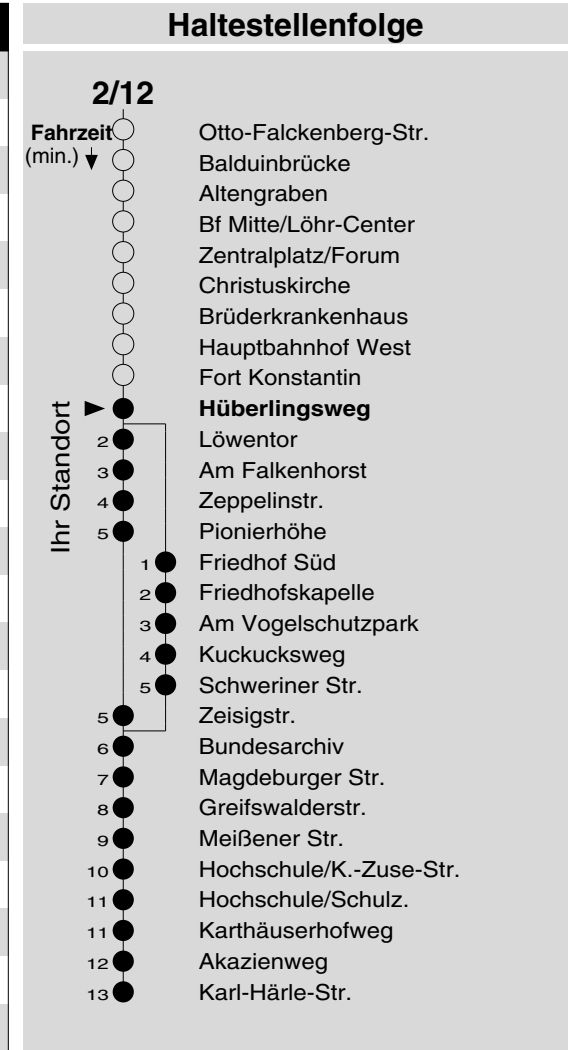 Haltestellenfolge
2/12
Fahrzeit Otto-Falckenberg-Str.
(min.) Balduinbrücke
Altengraben
Bf Mitte/Löhr-Center
Zentralplatz/Forum
Christuskirche
Brüderkrankenhaus
Hauptbahnhof West
Fort Konstantin
Ihr Standort
Hüberlingsweg
2 Löwentor
3 Am Falkenhorst
4 Zeppelinstr.
5 Pionierhöhe
1 Friedhof Süd
2 Friedhofskapelle
3 Am Vogelschutzpark
4 Kuckucksweg
5 Schweriner Str.
5 Zeisigstr.
6 Bundesarchiv
7 Magdeburger Str.
8 Greifswalderstr.
9 Meißener Str.
10 Hochschule/K.-Zuse-Str.
11 Hochschule/Schulz.
11 Karthäuserhofweg
12 Akazienweg
13 Karl-Härle-Str.